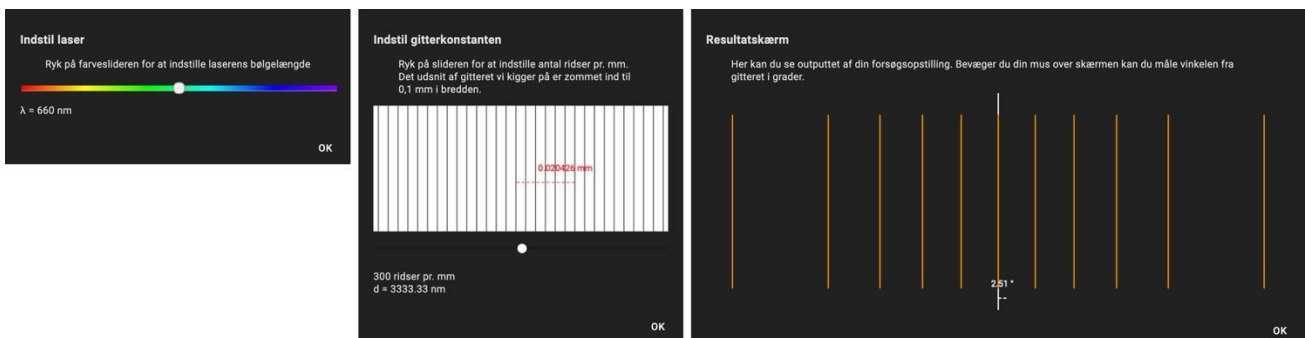 Indstil laser
Ryk på farveslideren for at indstille laserens bølgelængde
λ = 660 nm
OK
Indstil gitterkonstanten
Ryk på slideren for at indstille antal ridser pr. mm.
Det udsnit af gitteret vi kigger på er zommet ind til
0,1 mm i bredden.
0.020426 mm
300 ridser pr. mm
d = 3333.33 nm
OK
Resultatskærm
Her kan du se outputtet af din forsøgsopstilling. Bevæger du din mus over skærmen kan du måle vinkelen fra
gitteret i grader.
2.51 °
OK